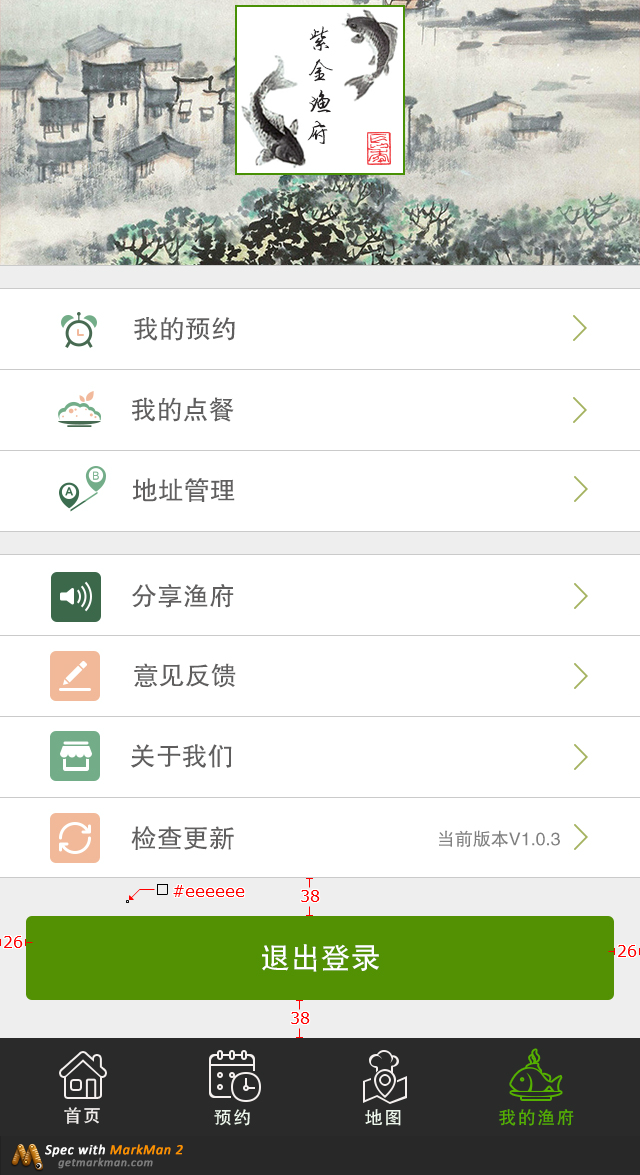 紫金渔府
我的预约
我的点餐
A B
地址管理
分享渔府
意见反馈
关于我们
检查更新 当前版本V1.0.3
#eeeeee
38
26
退出登录
26
38
首页 预约 地图 我的渔府
Spec with MarkMan 2
getmarkman.com